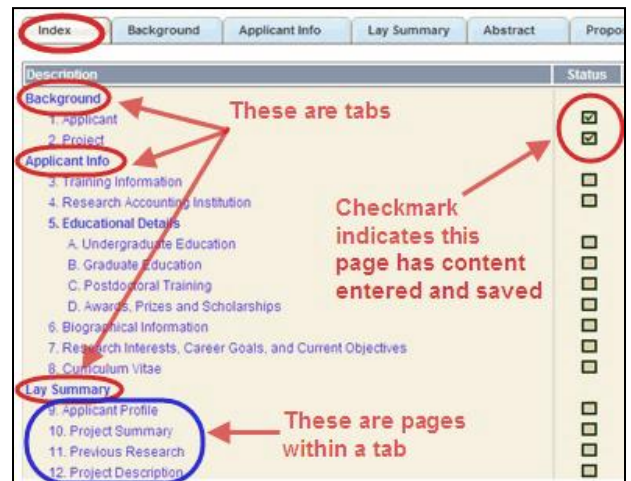 Index Background Applicant Info Lay Summary Abstract Propo
Description Status
Background
1. Applicant
2. Project
Applicant Info
3. Training Information
4. Research Accounting Institution
5. Educational Details
A. Undergraduate Education
B. Graduate Education
C. Postdoctoral Training
D. Awards, Prizes and Scholarships
6. Biographical Information
7. Research Interests, Career Goals, and Current Objectives
8. Curriculum Vitae
Lay Summary
9. Applicant Profile
10. Project Summary
11. Previous Research
12. Project Description
These are tabs
Checkmark
indicates this
page has content
entered and saved
These are pages
within a tab